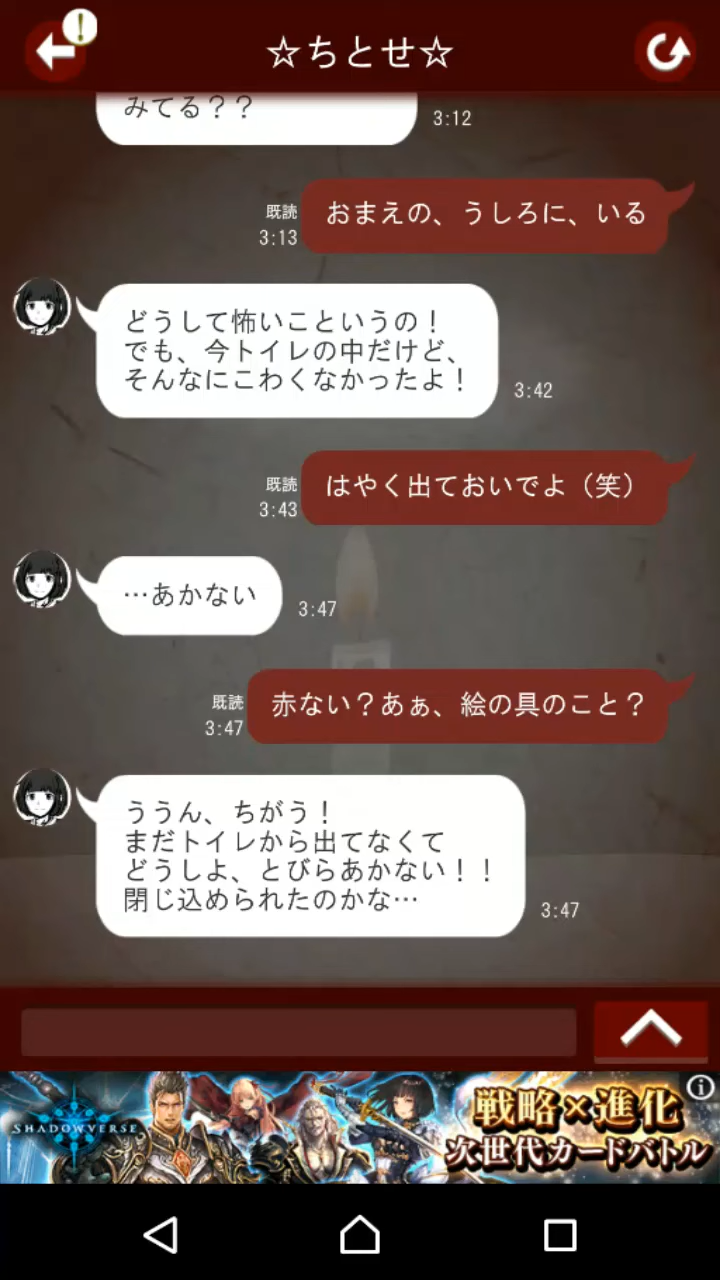 ☆ちとせ☆
みてる？？
3:12
おまえの、うしろに、いる
既読
3:13
どうして怖いこというの！
でも、今トイレの中だけど、
そんなにこわくなかったよ！
3:42
はやく出ておいでよ（笑）
既読
3:43
…あかない
3:47
赤ない？あぁ、絵の具のこと？
既読
3:47
ううん、ちがう！
まだトイレから出てなくて
どうしよ、とびらあかない！！
閉じ込められたのかな…
3:47
SHADOWVERSE
戦略×進化
次世代カードバトル